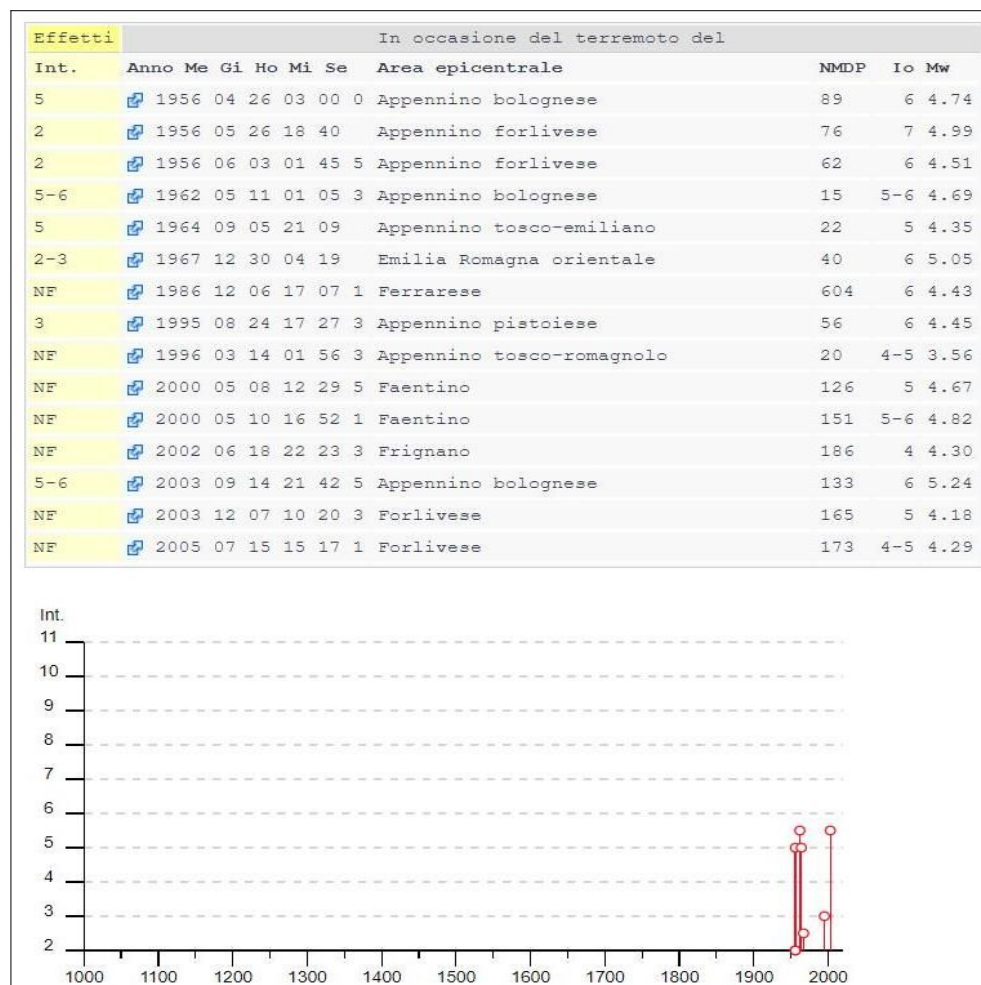 Effetti In occasione del terremoto del
Int. Anno Me Gi Ho Mi Se Area epicentrale NMDP Io Mw
5 1956 04 26 03 00 0 Appennino bolognese 89 6 4.74
2 1956 05 26 18 40 Appennino forlivese 76 7 4.99
2 1956 06 03 01 45 5 Appennino forlivese 62 6 4.51
5-6 1962 05 11 01 05 3 Appennino bolognese 15 5-6 4.69
5 1964 09 05 21 09 Appennino tosco-emiliano 22 5 4.35
2-3 1967 12 30 04 19 Emilia Romagna orientale 40 6 5.05
NF 1986 12 06 17 07 1 Ferrarese 604 6 4.43
3 1995 08 24 17 27 3 Appennino pistoiese 56 6 4.45
NF 1996 03 14 01 56 3 Appennino tosco-romagnolo 20 4-5 3.56
NF 2000 05 08 12 29 5 Faentino 126 5 4.67
NF 2000 05 10 16 52 1 Faentino 151 5-6 4.82
NF 2002 06 18 22 23 3 Frignano 186 4 4.30
5-6 2003 09 14 21 42 5 Appennino bolognese 133 6 5.24
NF 2003 12 07 10 20 3 Forlivese 165 5 4.18
NF 2005 07 15 15 17 1 Forlivese 173 4-5 4.29
Int.
11
10
9
8
7
6
5
4
3
2
1000 1100 1200 1300 1400 1500 1600 1700 1800 1900 2000